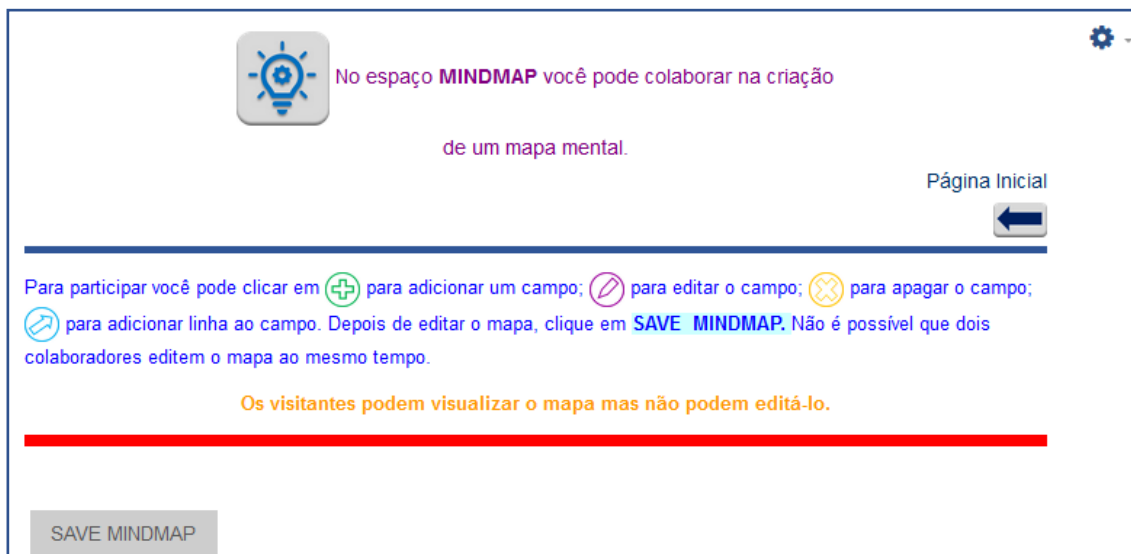 No espaço MINDMAP você pode colaborar na criação
de um mapa mental.
Página Inicial
Para participar você pode clicar em para adicionar um campo; para editar o campo; para apagar o campo;
para adicionar linha ao campo. Depois de editar o mapa, clique em SAVE MINDMAP. Não é possível que dois
colaboradores editem o mapa ao mesmo tempo.
Os visitantes podem visualizar o mapa mas não podem editá-lo.
SAVE MINDMAP